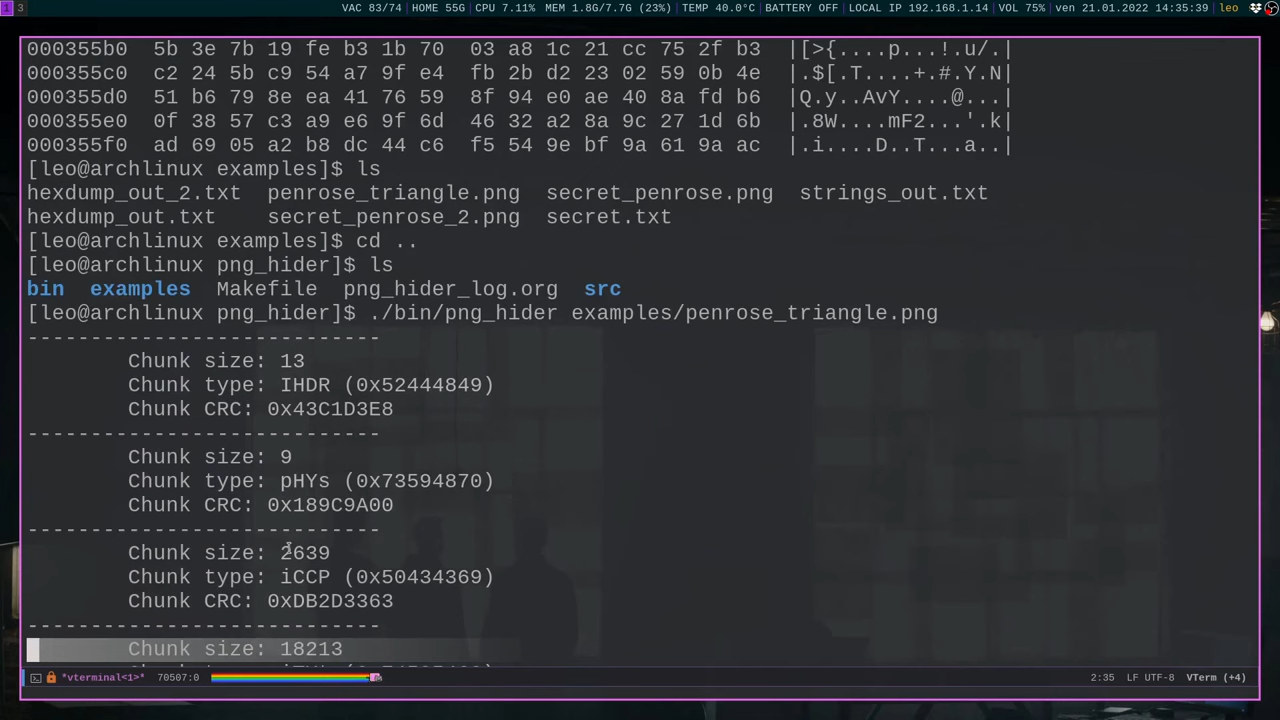 1 3 VAC 83/74 | HOME 55G | CPU 7.11% | MEM 1.8G/7.7G (23%) | TEMP 40.0°C | BATTERY OFF | LOCAL IP 192.168.1.14 | VOL 75% | ven 21.01.2022 14:35:39 | leo
000355b0  5b 3e 7b 19 fe b3 1b 70  03 a8 1c 21 cc 75 2f b3  |[>{....p...!.u/.|
000355c0  c2 24 5b c9 54 a7 9f e4  fb 2b d2 23 02 59 0b 4e  |.$[.T....+.#.Y.N|
000355d0  51 b6 79 8e ea 41 76 59  8f 94 e0 ae 40 8a fd b6  |Q.y..AvY....@...|
000355e0  0f 38 57 c3 a9 e6 9f 6d  46 32 a2 8a 9c 27 1d 6b  |.8W....mF2...'.k|
000355f0  ad 69 05 a2 b8 dc 44 c6  f5 54 9e bf 9a 61 9a ac  |.i....D..T...a..|
[leo@archlinux examples]$ ls
hexdump_out_2.txt  penrose_triangle.png  secret_penrose.png  strings_out.txt
hexdump_out.txt    secret_penrose_2.png  secret.txt
[leo@archlinux examples]$ cd ..
[leo@archlinux png_hider]$ ls
bin  examples  Makefile  png_hider_log.org  src
[leo@archlinux png_hider]$ ./bin/png_hider examples/penrose_triangle.png
----------------------------
Chunk size: 13
Chunk type: IHDR (0x52444849)
Chunk CRC: 0x43C1D3E8
----------------------------
Chunk size: 9
Chunk type: pHYs (0x73594870)
Chunk CRC: 0x189C9A00
----------------------------
Chunk size: 2639
Chunk type: iCCP (0x50434369)
Chunk CRC: 0xDB2D3363
----------------------------
Chunk size: 18213
*vterminal<1>* 70507:0 2:35 LF UTF-8 VTerm (+4)